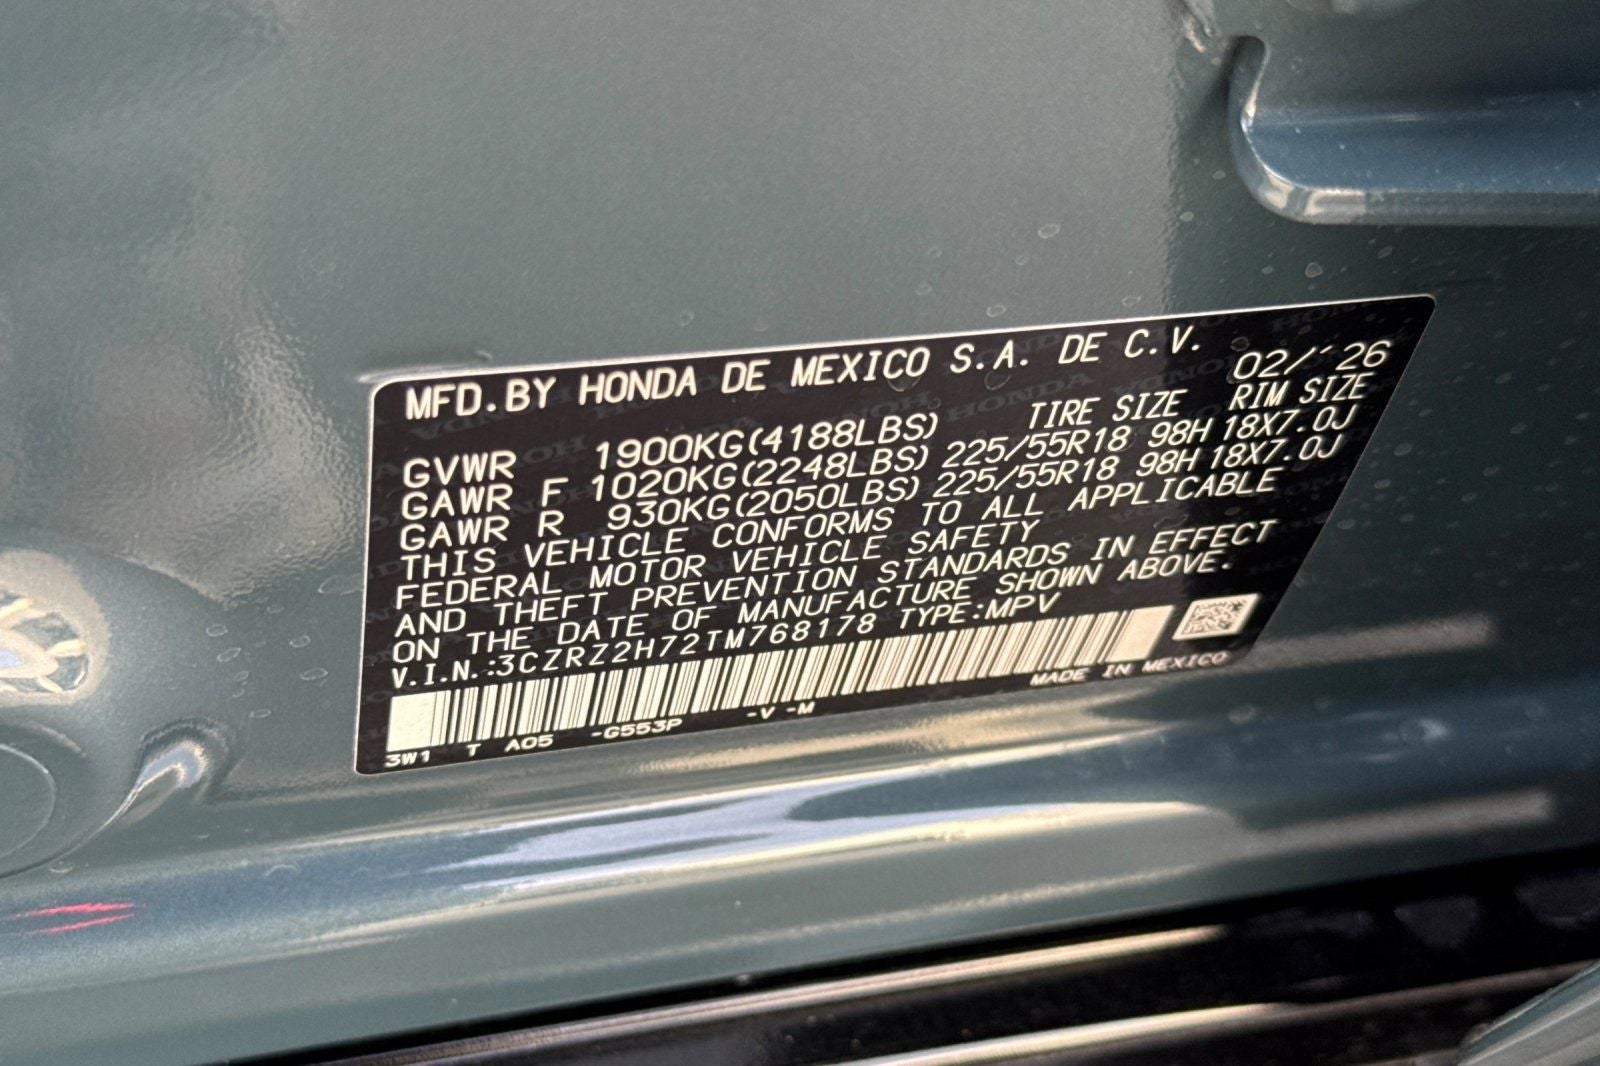 MFD.BY HONDA DE MEXICO S.A. DE C.V.
02/'26
TIRE SIZE RIM SIZE
GVWR 1900KG(4188LBS)
GAWR F 1020KG(2248LBS) 225/55R18 98H 18X7.0J
GAWR R 930KG(2050LBS) 225/55R18 98H 18X7.0J
THIS VEHICLE CONFORMS TO ALL APPLICABLE
FEDERAL MOTOR VEHICLE SAFETY
AND THEFT PREVENTION STANDARDS IN EFFECT
ON THE DATE OF MANUFACTURE SHOWN ABOVE.
V.I.N.:3CZRZ2H72TM768178 TYPE:MPV
MADE IN MEXICO
3W1 T A05 -G553P -V -M